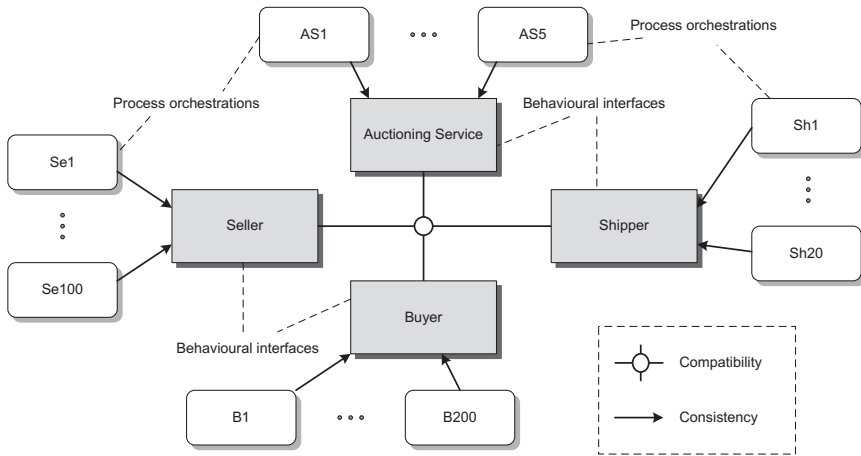 AS1
AS5
Process orchestrations
Process orchestrations
Behavioural interfaces
Auctioning Service
Se1
Sh1
Seller
Shipper
Se100
Sh20
Buyer
Behavioural interfaces
Compatibility
B1
B200
Consistency